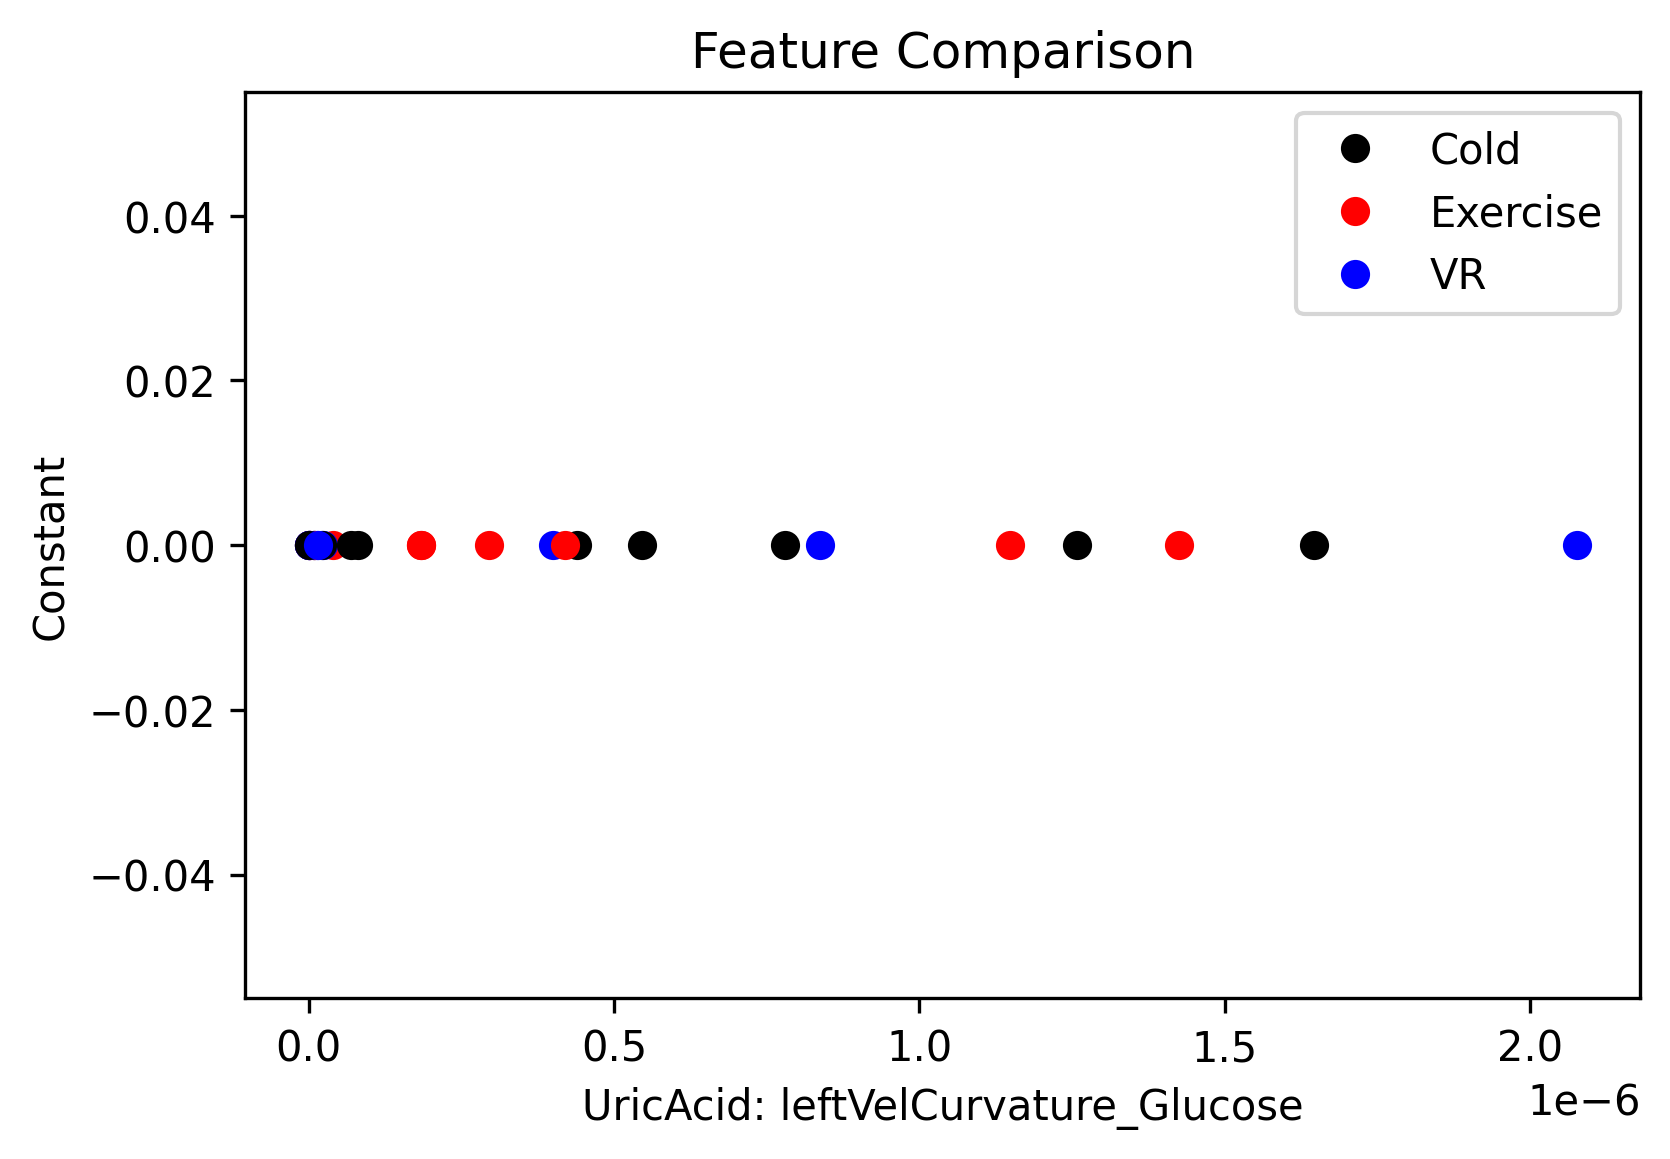 Feature Comparison
Cold
Exercise
VR
0.04
0.02
0.00
−0.02
−0.04
Constant
0.0 0.5 1.0 1.5 2.0
1e−6
UricAcid: leftVelCurvature_Glucose